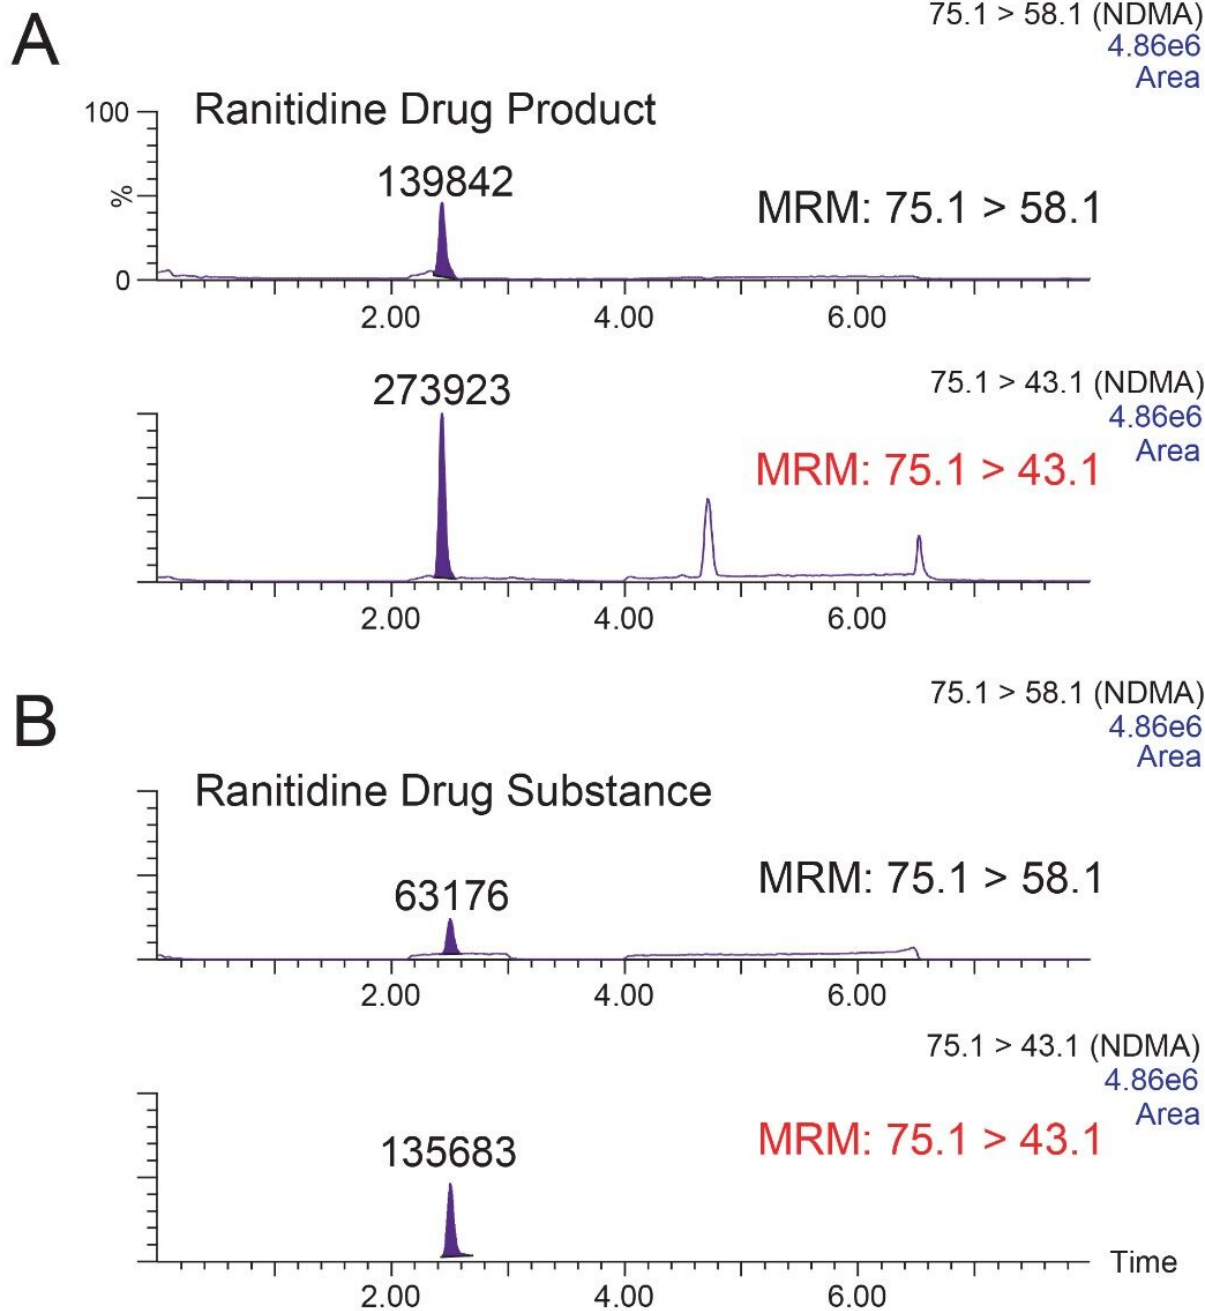 A
75.1 > 58.1 (NDMA)
4.86e6
Area
100
Ranitidine Drug Product
139842
%
MRM: 75.1 > 58.1
0
2.00 4.00 6.00
75.1 > 43.1 (NDMA)
273923
4.86e6
Area
MRM: 75.1 > 43.1
2.00 4.00 6.00
B
75.1 > 58.1 (NDMA)
4.86e6
Area
Ranitidine Drug Substance
63176
MRM: 75.1 > 58.1
2.00 4.00 6.00
75.1 > 43.1 (NDMA)
4.86e6
Area
135683
MRM: 75.1 > 43.1
Time
2.00 4.00 6.00